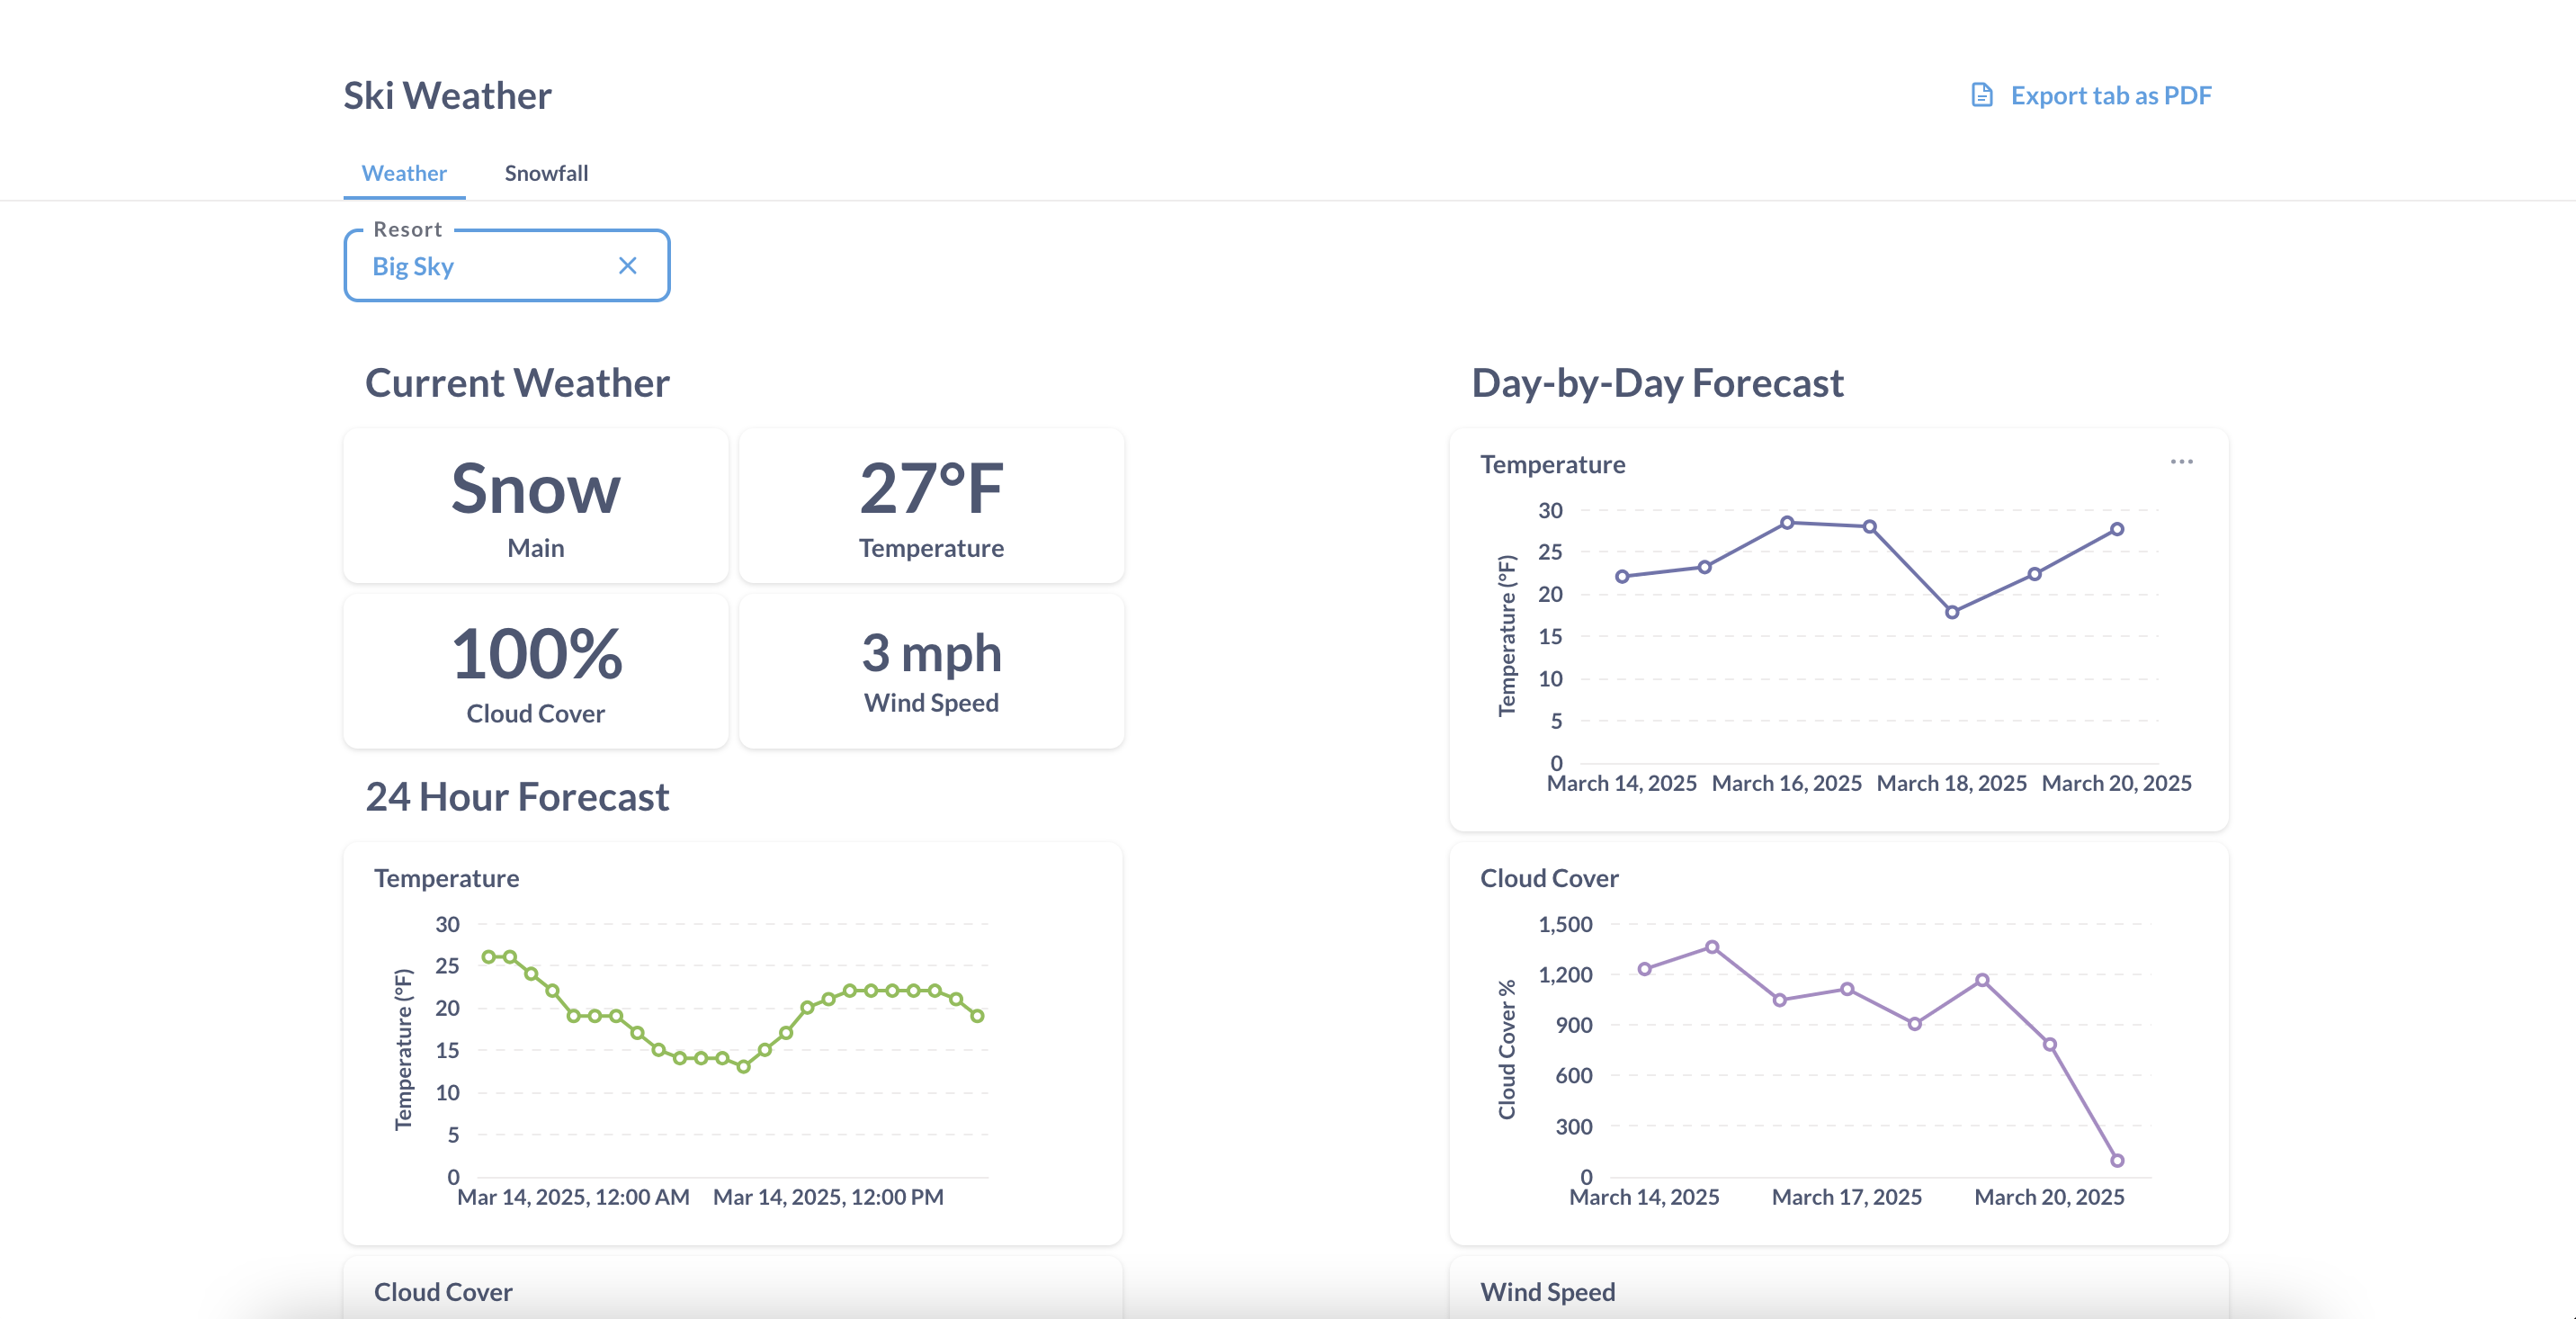 Ski Weather
Export tab as PDF
Weather
Snowfall
Resort
Big Sky
Current Weather
Snow
Main
27°F
Temperature
100%
Cloud Cover
3 mph
Wind Speed
24 Hour Forecast
Temperature
Temperature (°F)
30
25
20
15
10
5
0
Mar 14, 2025, 12:00 AM
Mar 14, 2025, 12:00 PM
Cloud Cover
Day-by-Day Forecast
Temperature
Temperature (°F)
30
25
20
15
10
5
0
March 14, 2025
March 16, 2025
March 18, 2025
March 20, 2025
Cloud Cover
Cloud Cover %
1,500
1,200
900
600
300
0
March 14, 2025
March 17, 2025
March 20, 2025
Wind Speed